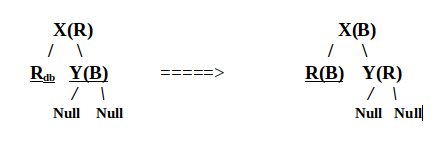 X(R) X(B)
/ \ / \
Rdb Y(B) =====> R(B) Y(R)
/ \ / \
Null Null Null Null